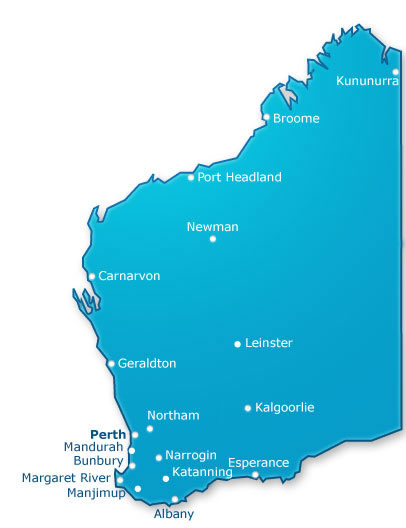 Kununurra
Broome
Port Headland
Newman
Carnarvon
Leinster
Geraldton
Kalgoorlie
Northam
Perth
Mandurah
Bunbury
Narrogin
Esperance
Katanning
Margaret River
Manjimup
Albany